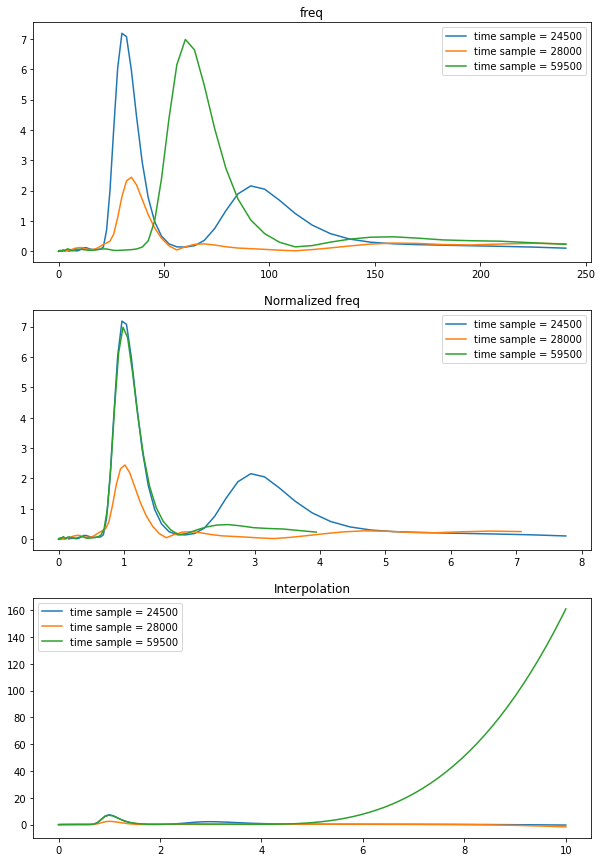 freq
7
6
5
4
3
2
1
0
time sample = 24500
time sample = 28000
time sample = 59500
0 50 100 150 200 250
Normalized freq
7
6
5
4
3
2
1
0
time sample = 24500
time sample = 28000
time sample = 59500
0 1 2 3 4 5 6 7 8
Interpolation
160
140
120
100
80
60
40
20
0
time sample = 24500
time sample = 28000
time sample = 59500
0 2 4 6 8 10